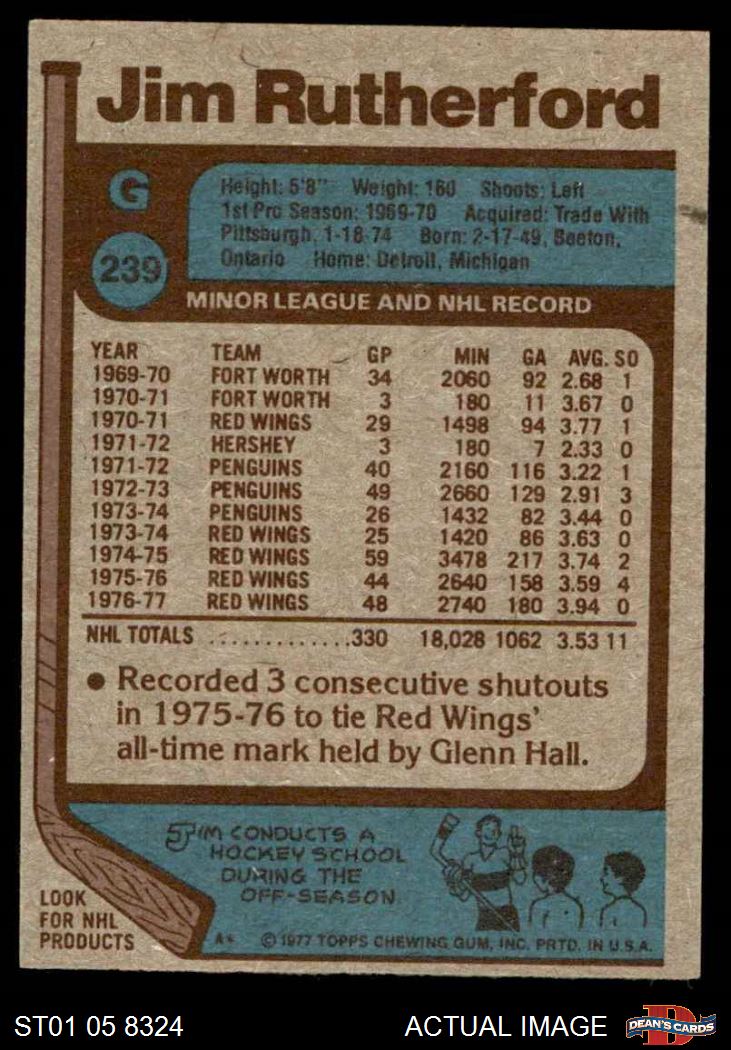 Jim Rutherford
G
239
Height: 5'8" Weight: 160 Shoots: Left
1st Pro Season: 1969-70 Acquired: Trade With
Pittsburgh, 1-18-74 Born: 2-17-49, Beeton,
Ontario Home: Detroit, Michigan
MINOR LEAGUE AND NHL RECORD
YEAR TEAM GP MIN GA AVG. SO
1969-70 FORT WORTH 34 2060 92 2.68 1
1970-71 FORT WORTH 3 180 11 3.67 0
1970-71 RED WINGS 29 1498 94 3.77 1
1971-72 HERSHEY 3 180 7 2.33 0
1971-72 PENGUINS 40 2160 116 3.22 1
1972-73 PENGUINS 49 2660 129 2.91 3
1973-74 PENGUINS 26 1432 82 3.44 0
1973-74 RED WINGS 25 1420 86 3.63 0
1974-75 RED WINGS 59 3478 217 3.74 2
1975-76 RED WINGS 44 2640 158 3.59 4
1976-77 RED WINGS 48 2740 180 3.94 0
NHL TOTALS .............330 18,028 1062 3.53 11
● Recorded 3 consecutive shutouts
in 1975-76 to tie Red Wings'
all-time mark held by Glenn Hall.
JIM CONDUCTS A
HOCKEY SCHOOL
DURING THE
OFF-SEASON
LOOK
FOR NHL
PRODUCTS
A* © 1977 TOPPS CHEWING GUM, INC. PRTD. IN U.S.A.
ST01 05 8324 ACTUAL IMAGE
D
DEAN'S CARDS